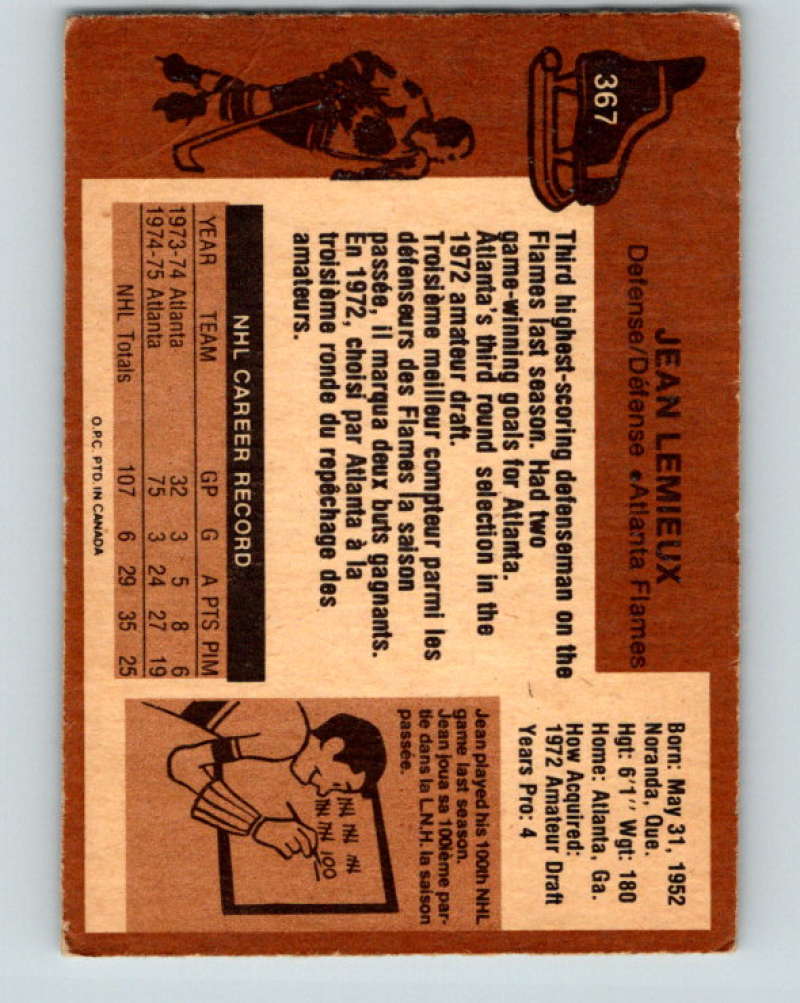 367
JEAN LEMIEUX
Defense/Défense • Atlanta Flames
Born: May 31, 1952
Noranda, Que.
Hgt: 6'1" Wgt: 180
Home: Atlanta, Ga.
How Acquired:
1972 Amateur Draft
Years Pro: 4
Third highest-scoring defenseman on the
Flames last season. Had two
game-winning goals for Atlanta.
Atlanta's third round selection in the
1972 amateur draft.
Troisième meilleur compteur parmi les
défenseurs des Flames la saison
passée, il marqua deux buts gagnants.
En 1972, choisi par Atlanta à la
troisième ronde du repêchage des
amateurs.
NHL CAREER RECORD
YEAR TEAM GP G A PTS PIM
1973-74 Atlanta 32 3 5 8 6
1974-75 Atlanta 75 3 24 27 19
NHL Totals 107 6 29 35 25
Jean played his 100th NHL
game last season.
Jean joua sa 100ième par-
tie dans la L.N.H. la saison
passée.
100
O.P.C. PTD. IN CANADA